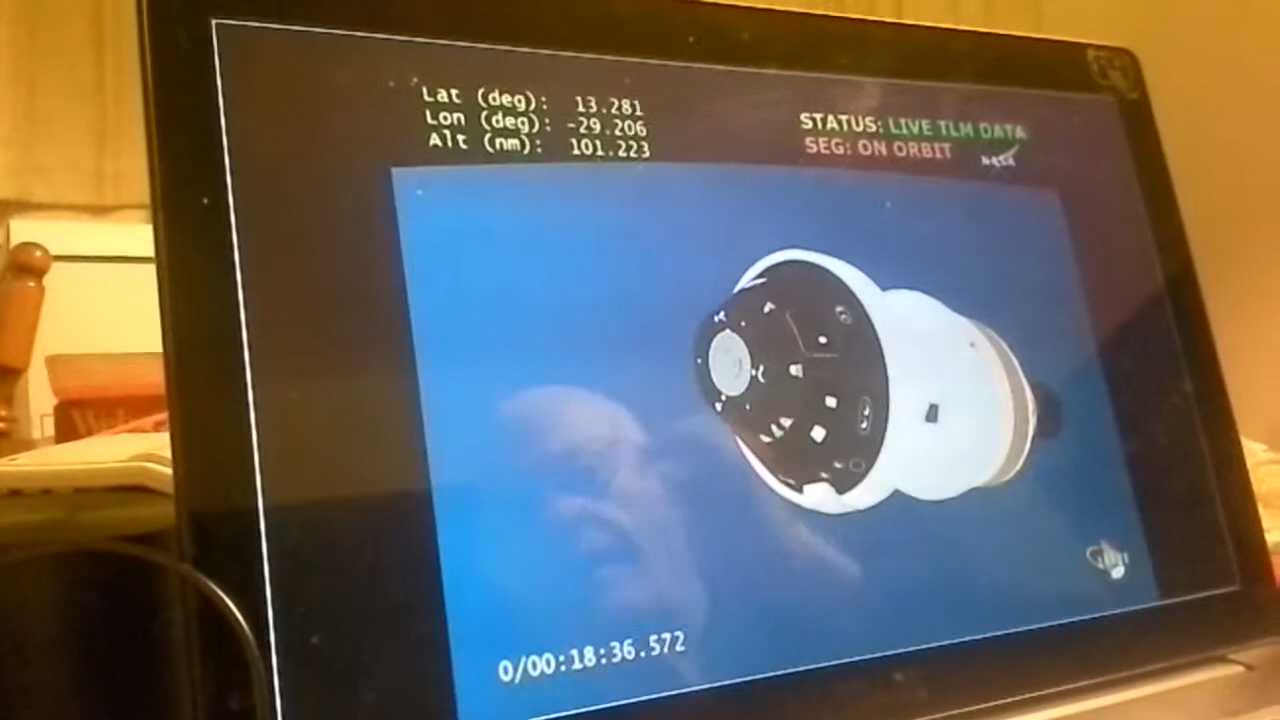 Lat (deg): 13.281
Lon (deg): -29.206
Alt (nm): 101.223
STATUS: LIVE TLM DATA
SEG: ON ORBIT
NASA
0/00:18:36.572